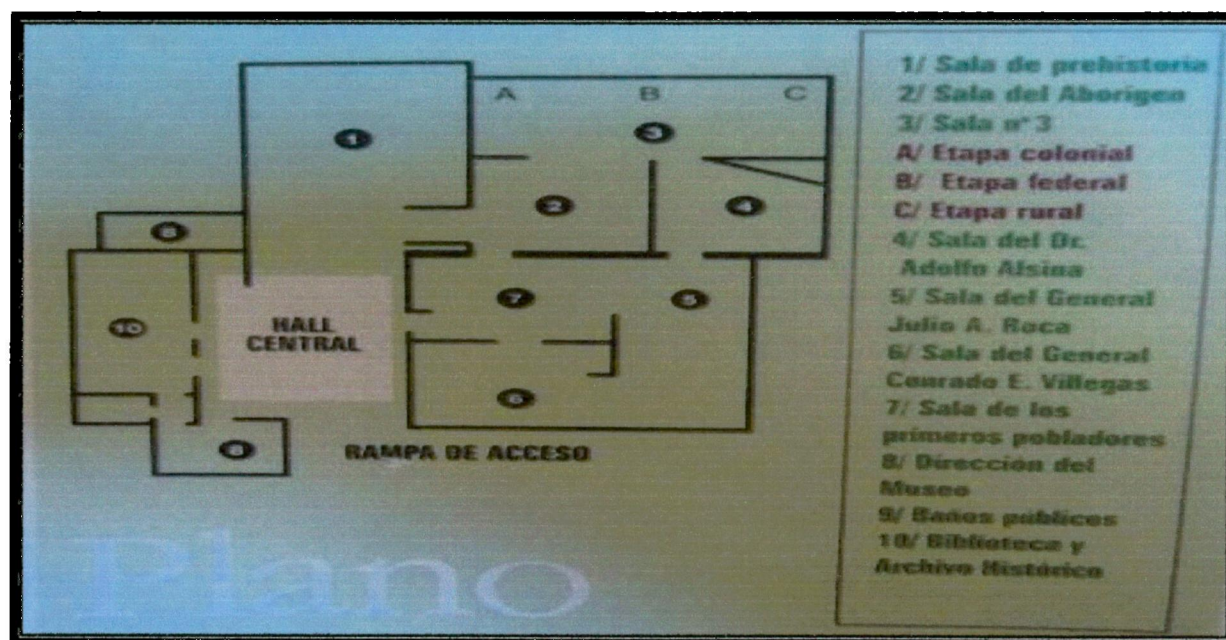 A B C
1 3
2 4
HALL
CENTRAL
10
7 5
6
RAMPA DE ACCESO
Plano
1/ Sala de prehistoria
2/ Sala del Aborigen
3/ Sala nº 3
A/ Etapa colonial
B/ Etapa federal
C/ Etapa rural
4/ Sala del Dr.
Adolfo Alsina
5/ Sala del General
Julio A. Roca
6/ Sala del General
Conrado E. Villegas
7/ Sala de los
primeros pobladores
8/ Dirección del
Museo
9/ Baños públicos
10/ Biblioteca y
Archivo Histórico